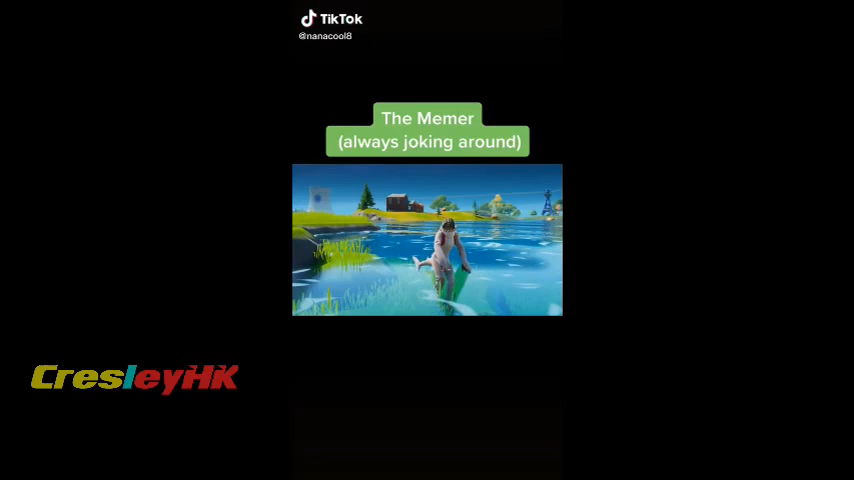 TikTok
@nanacool8
The Memer
(always joking around)
CresleyHK